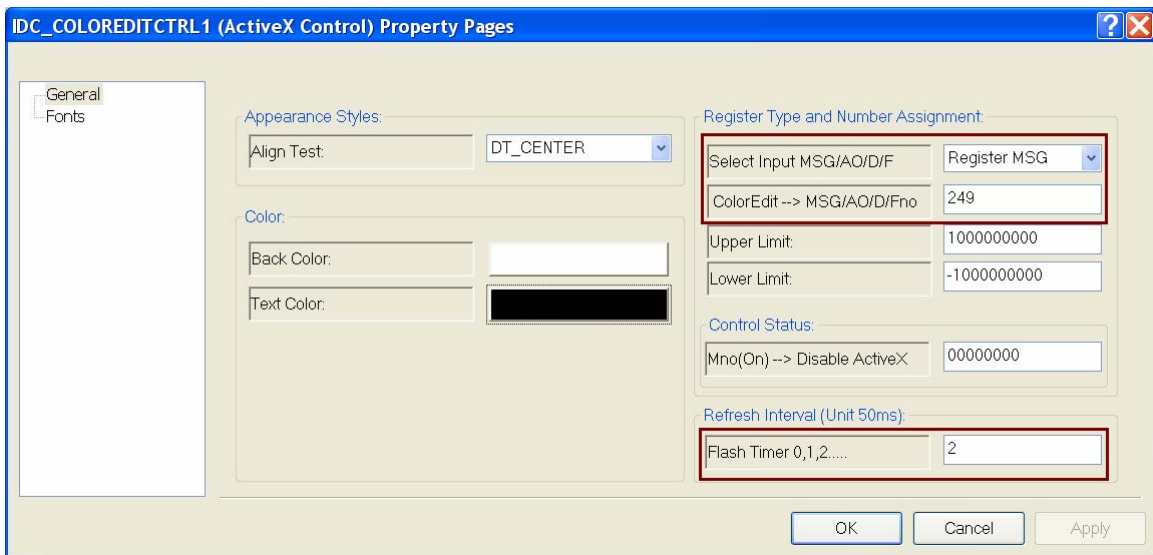 IDC_COLOREDITCTRL1 (ActiveX Control) Property Pages
General
Fonts
Appearance Styles:
Align Test:
DT_CENTER
Color:
Back Color:
Text Color:
Register Type and Number Assignment:
Select Input MSG/AO/D/F
Register MSG
ColorEdit --> MSG/AO/D/Fno
249
Upper Limit:
1000000000
Lower Limit:
-1000000000
Control Status:
Mno(On) --> Disable ActiveX
00000000
Refresh Interval (Unit 50ms):
Flash Timer 0,1,2.....
2
OK
Cancel
Apply